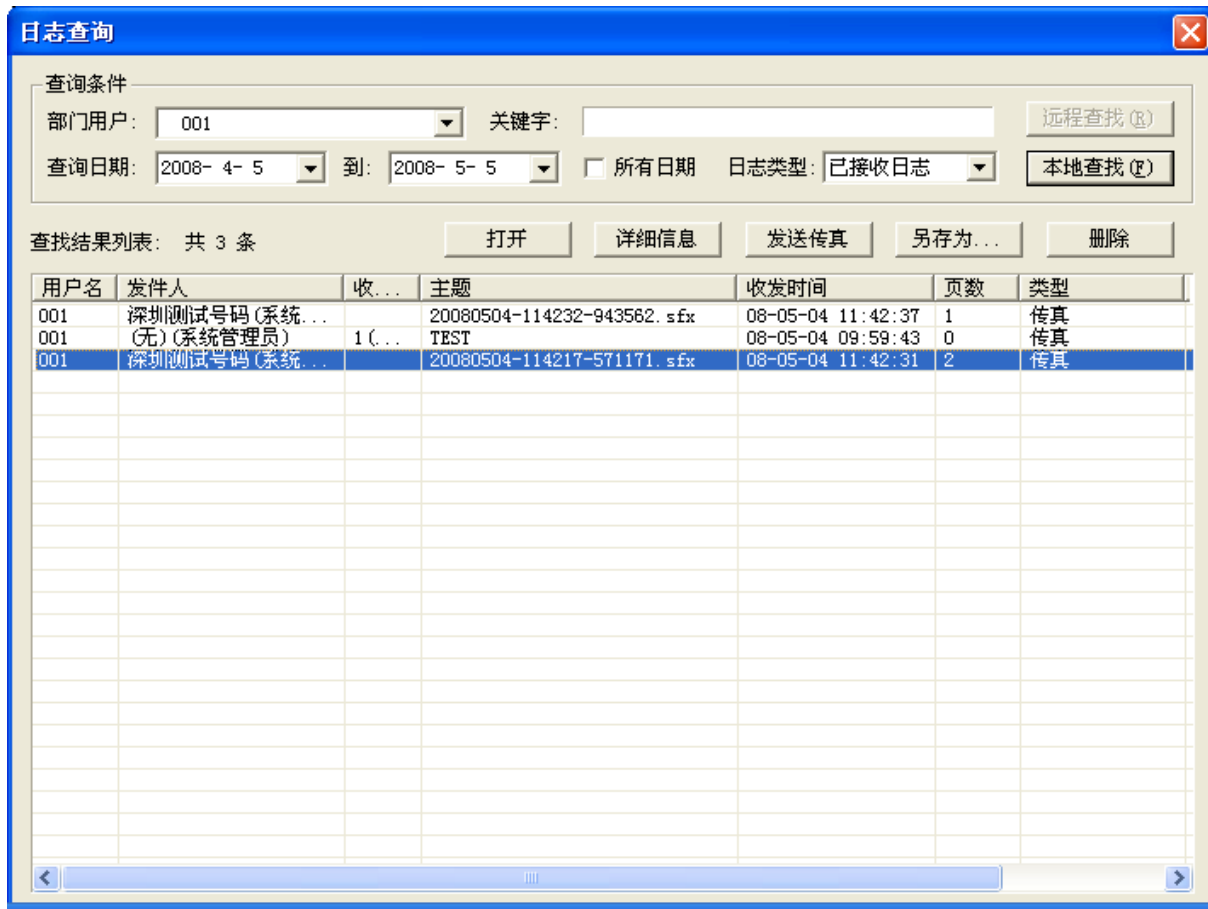 日志查询
查询条件
部门用户: 001 关键字: 远程查找(R)
查询日期: 2008- 4- 5 到: 2008- 5- 5 所有日期 日志类型: 已接收日志 本地查找(F)
查找结果列表: 共 3 条 打开 详细信息 发送传真 另存为... 删除
用户名 发件人 收... 主题 收发时间 页数 类型
001 深圳测试号码(系统... 20080504-114232-943562.sfx 08-05-04 11:42:37 1 传真
001 (无)(系统管理员) 1(... TEST 08-05-04 09:59:43 0 传真
001 深圳测试号码(系统... 20080504-114217-571171.sfx 08-05-04 11:42:31 2 传真